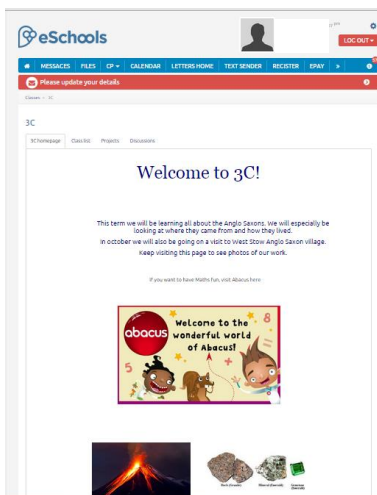 eSchools
LOG OUT
MESSAGES FILES CP CALENDAR LETTERS HOME TEXT SENDER REGISTER EPAY »
Please update your details
Classes > 3C
3C
3C homepage Class list Projects Discussions
Welcome to 3C!
This term we will be learning all about the Anglo Saxons. We will especially be
looking at where they came from and how they lived.
In october we will also be going on a visit to West Stow Anglo Saxon village.
Keep visiting this page to see photos of our work.
If you want to have Maths fun, visit Abacus here
abacus
Welcome to the
wonderful world
of Abacus!
8
5